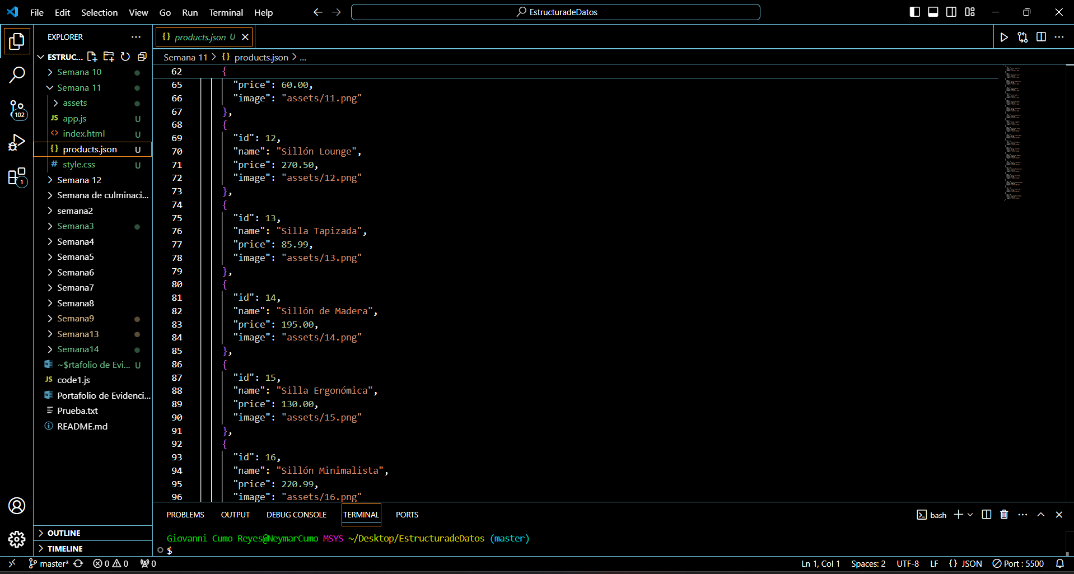 File Edit Selection View Go Run Terminal Help
EstructuradeDatos
EXPLORER
ESTRUC...
Semana 10
Semana 11
assets
JS app.js U
<> index.html U
{} products.json U
# style.css U
Semana 12
Semana de culminaci...
semana2
Semana3
Semana4
Semana5
Semana6
Semana7
Semana8
Semana9
Semana13
Semana14
~$rtafolio de Evi... U
JS code1.js
Portafolio de Evidenci...
Prueba.txt
README.md
OUTLINE
TIMELINE
102
1
{} products.json U
Semana 11 > {} products.json > ...
62 {
65 "price": 60.00,
66 "image": "assets/11.png"
67 },
68 {
69 "id": 12,
70 "name": "Sillón Lounge",
71 "price": 270.50,
72 "image": "assets/12.png"
73 },
74 {
75 "id": 13,
76 "name": "Silla Tapizada",
77 "price": 85.99,
78 "image": "assets/13.png"
79 },
80 {
81 "id": 14,
82 "name": "Sillón de Madera",
83 "price": 195.00,
84 "image": "assets/14.png"
85 },
86 {
87 "id": 15,
88 "name": "Silla Ergonómica",
89 "price": 130.00,
90 "image": "assets/15.png"
91 },
92 {
93 "id": 16,
94 "name": "Sillón Minimalista",
95 "price": 220.99,
96 "image": "assets/16.png"
PROBLEMS OUTPUT DEBUG CONSOLE TERMINAL PORTS
bash
Giovanni Cumo Reyes@NeymarCumo MSYS ~/Desktop/EstructuradeDatos (master)
$
master* 0 0 0
Ln 1, Col 1 Spaces: 2 UTF-8 LF {} JSON Port : 5500